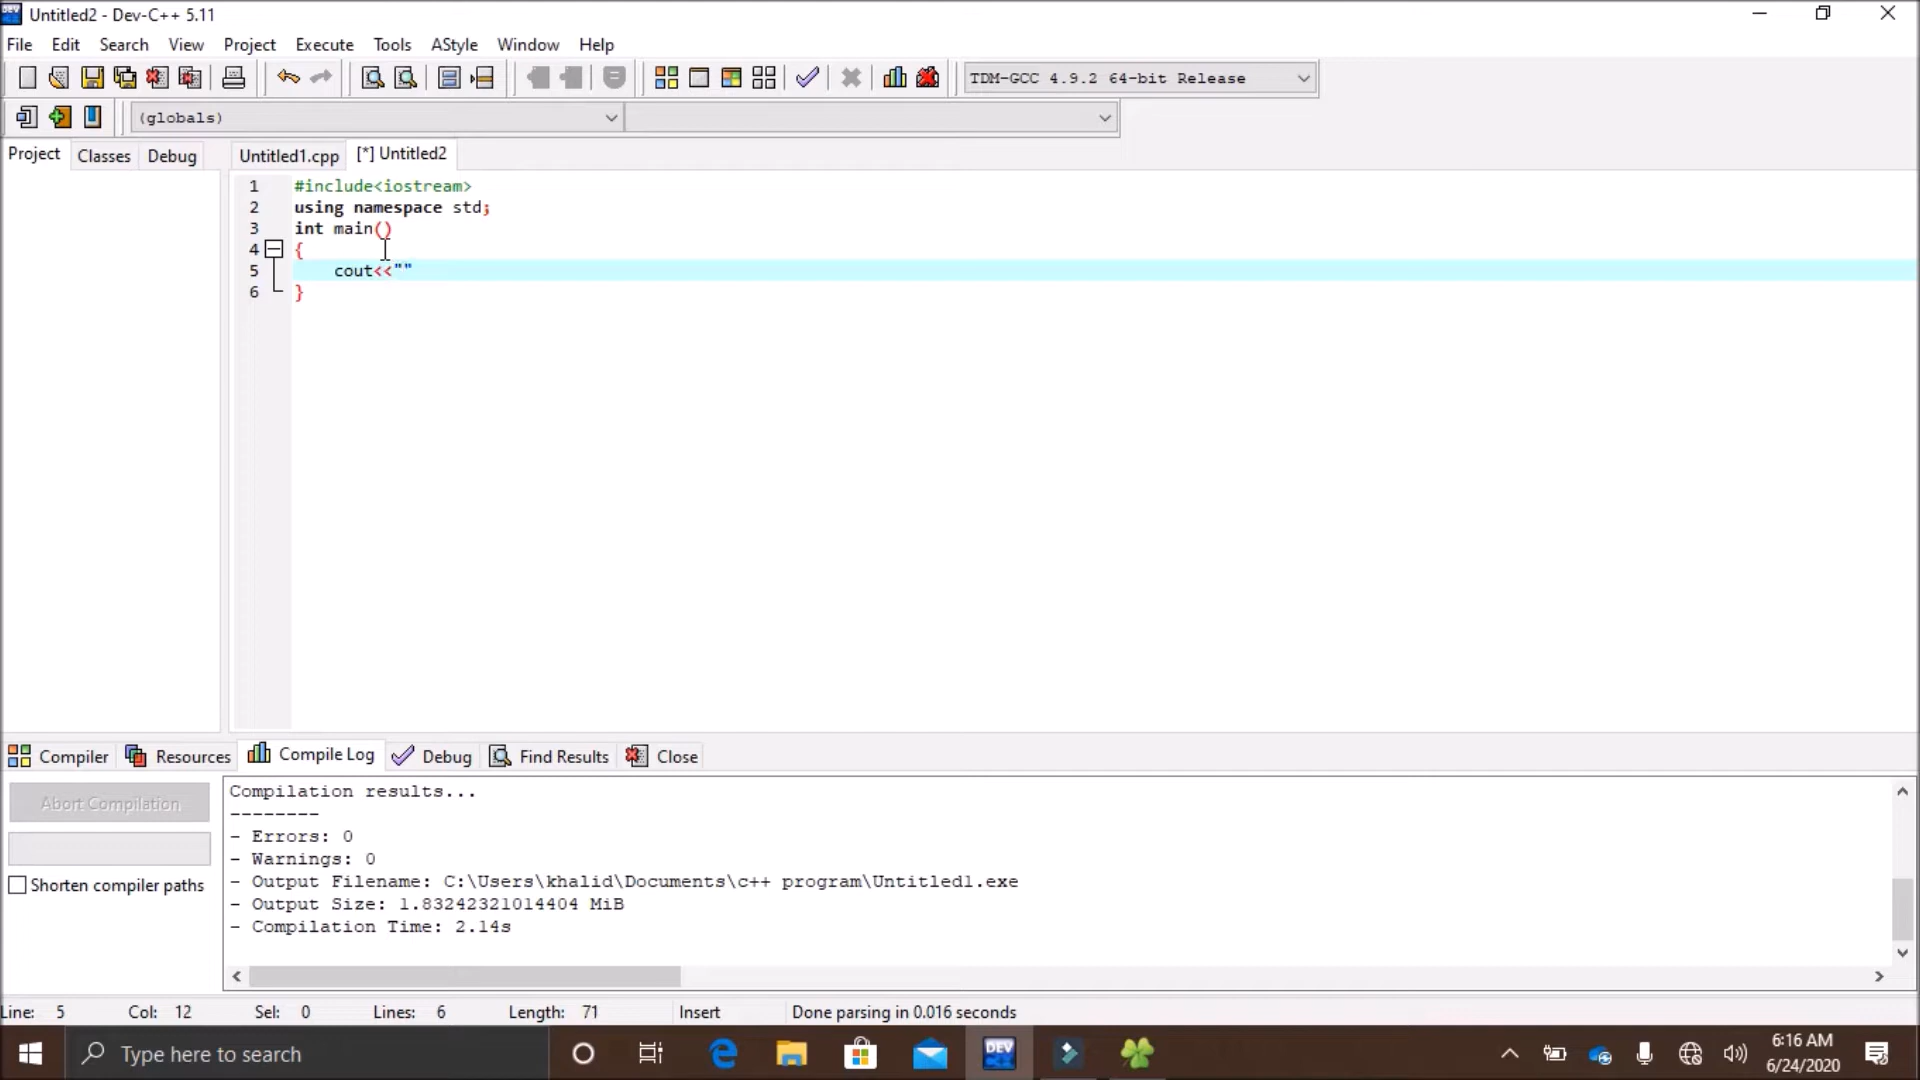 Untitled2 - Dev-C++ 5.11
File Edit Search View Project Execute Tools AStyle Window Help
TDM-GCC 4.9.2 64-bit Release
(globals)
Project Classes Debug Untitled1.cpp [*] Untitled2
1 #include<iostream>
2 using namespace std;
3 int main()
4 {
5 cout<<""
6 }
Compiler Resources Compile Log Debug Find Results Close
Abort Compilation
Shorten compiler paths
Compilation results...
--------
- Errors: 0
- Warnings: 0
- Output Filename: C:\Users\khalid\Documents\c++ program\Untitled1.exe
- Output Size: 1.83242321014404 MiB
- Compilation Time: 2.14s
Line: 5 Col: 12 Sel: 0 Lines: 6 Length: 71 Insert Done parsing in 0.016 seconds
Type here to search
DEV
6:16 AM
6/24/2020